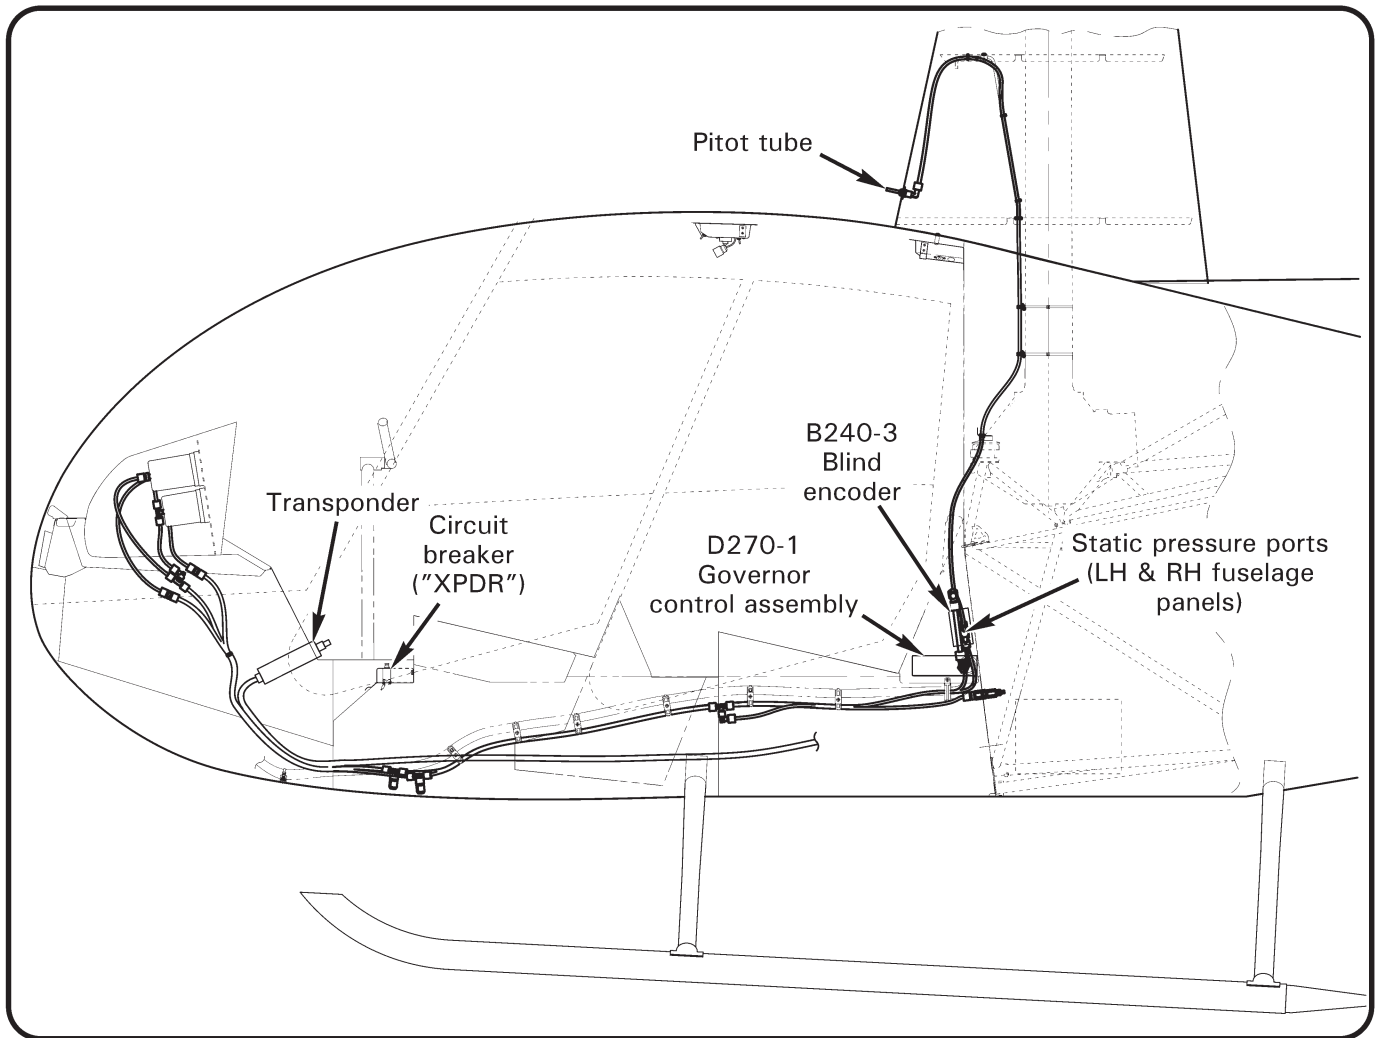 Pitot tube
B240-3
Blind
encoder
Transponder
Circuit
breaker
(”XPDR”)
D270-1
Governor
control assembly
Static pressure ports
(LH & RH fuselage
panels)